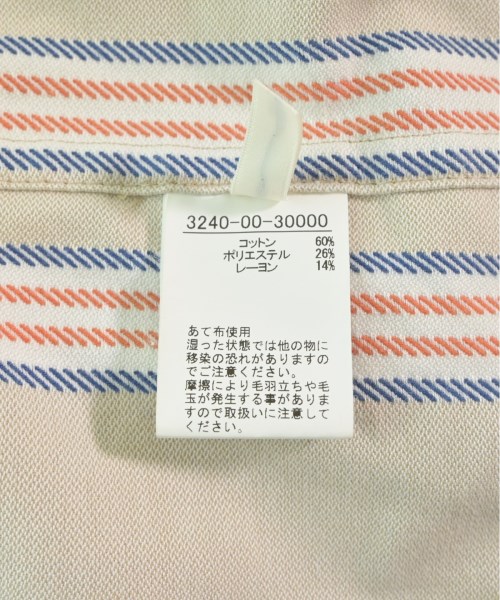 3240-00-30000
コットン 60%
ポリエステル 26%
レーヨン 14%
あて布使用
湿った状態では他の物に
移染の恐れがありますの
でご注意ください。
摩擦により毛羽立ちや毛
玉が発生する事がありま
すので取扱いに注意して
ください。